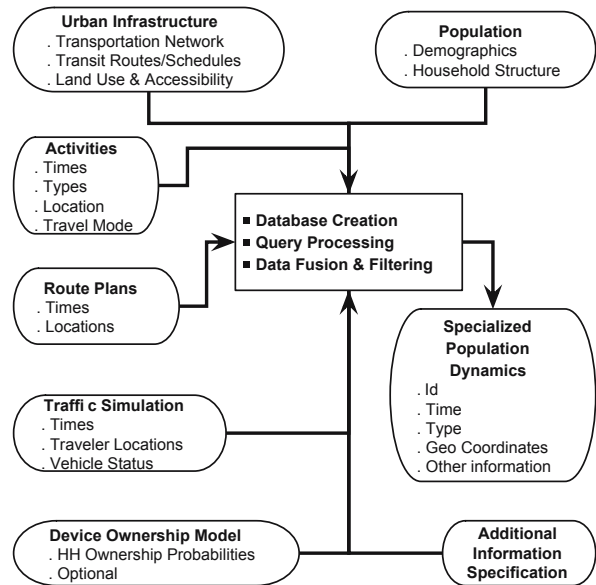 Urban Infrastructure
. Transportation Network
. Transit Routes/Schedules
. Land Use & Accessibility
Population
. Demographics
. Household Structure
Activities
. Times
. Types
. Location
. Travel Mode
▪ Database Creation
▪ Query Processing
▪ Data Fusion & Filtering
Route Plans
. Times
. Locations
Specialized
Population
Dynamics
. Id
. Time
. Type
. Geo Coordinates
. Other information
Traffi c Simulation
. Times
. Traveler Locations
. Vehicle Status
Device Ownership Model
. HH Ownership Probabilities
. Optional
Additional
Information
Specification